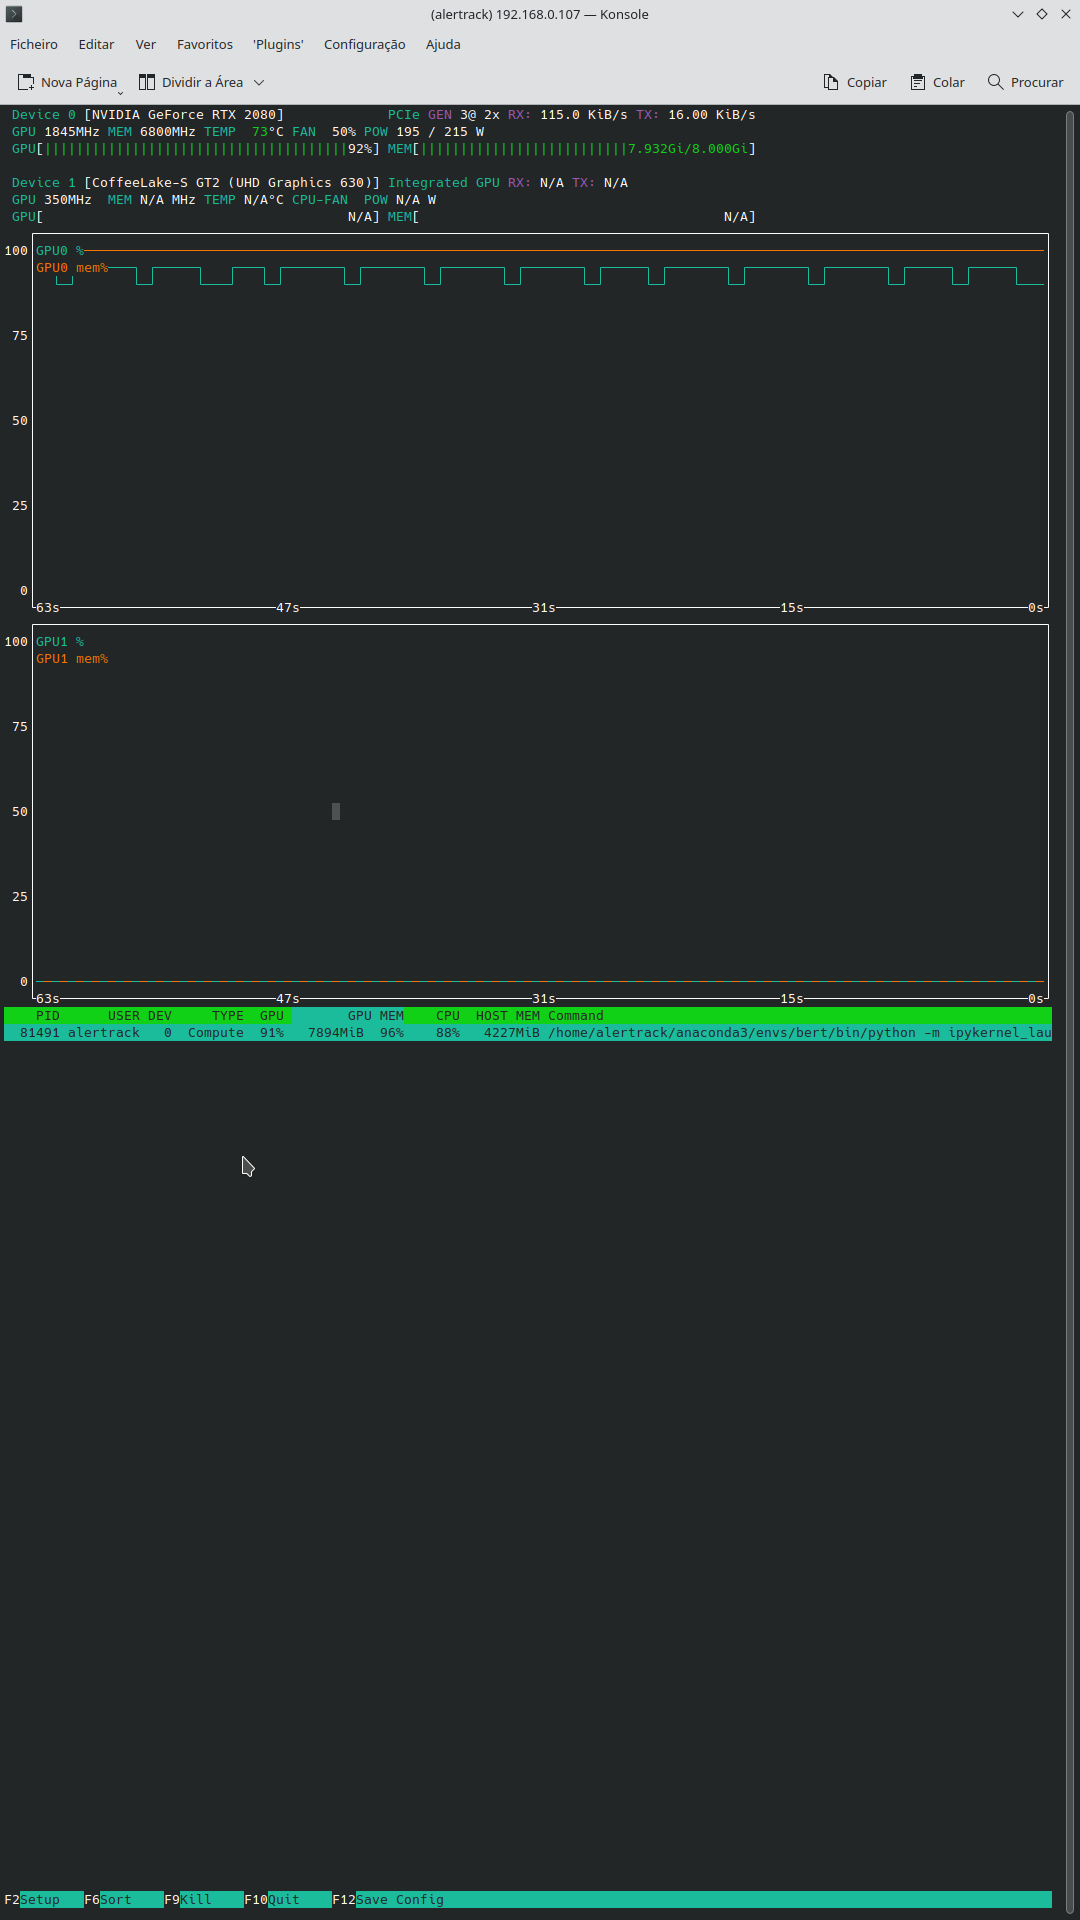 (alertrack) 192.168.0.107 — Konsole
Ficheiro Editar Ver Favoritos 'Plugins' Configuração Ajuda
Nova Página Dividir a Área Copiar Colar Procurar
Device 0 [NVIDIA GeForce RTX 2080] PCIe GEN 3@ 2x RX: 115.0 KiB/s TX: 16.00 KiB/s
GPU 1845MHz MEM 6800MHz TEMP 73°C FAN 50% POW 195 / 215 W
GPU[||||||||||||||||||||||||||||||||||||||92%] MEM[||||||||||||||||||||||||||7.932Gi/8.000Gi]
Device 1 [CoffeeLake-S GT2 (UHD Graphics 630)] Integrated GPU RX: N/A TX: N/A
GPU 350MHz MEM N/A MHz TEMP N/A°C CPU-FAN POW N/A W
GPU[ N/A] MEM[ N/A]
100 GPU0 %
GPU0 mem%
75
50
25
0
63s 47s 31s 15s 0s
100 GPU1 %
GPU1 mem%
75
50
25
0
63s 47s 31s 15s 0s
PID USER DEV TYPE GPU GPU MEM CPU HOST MEM Command
81491 alertrack 0 Compute 91% 7894MiB 96% 88% 4227MiB /home/alertrack/anaconda3/envs/bert/bin/python -m ipykernel_lau
F2Setup F6Sort F9Kill F10Quit F12Save Config